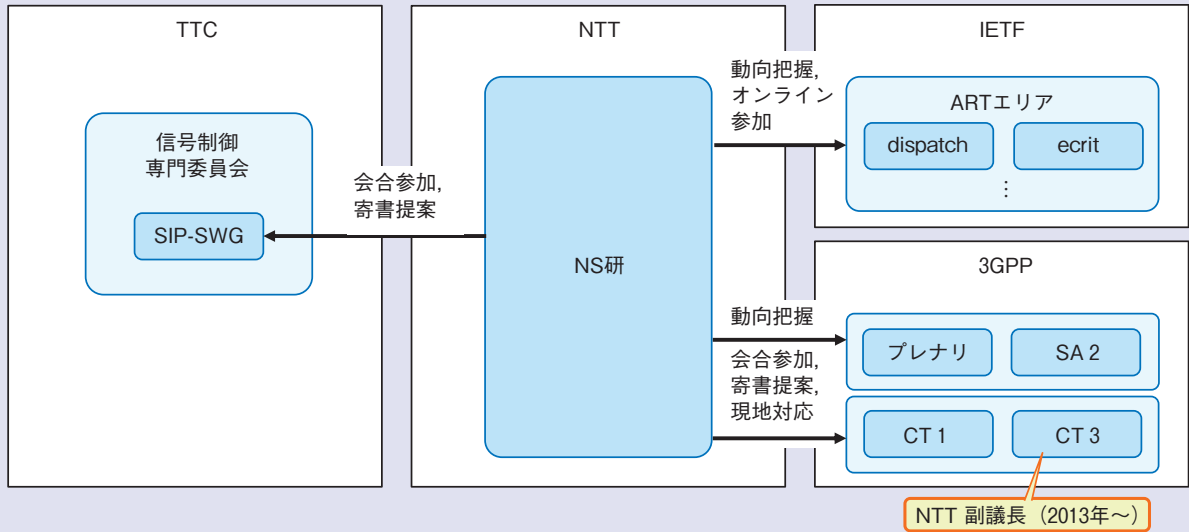 TTC
信号制御
専門委員会
SIP-SWG
会合参加,
寄書提案
NTT
NS研
動向把握,
オンライン
参加
IETF
ARTエリア
dispatch
ecrit
⋮
動向把握
会合参加,
寄書提案,
現地対応
3GPP
プレナリ
SA 2
CT 1
CT 3
NTT 副議長（2013年〜）